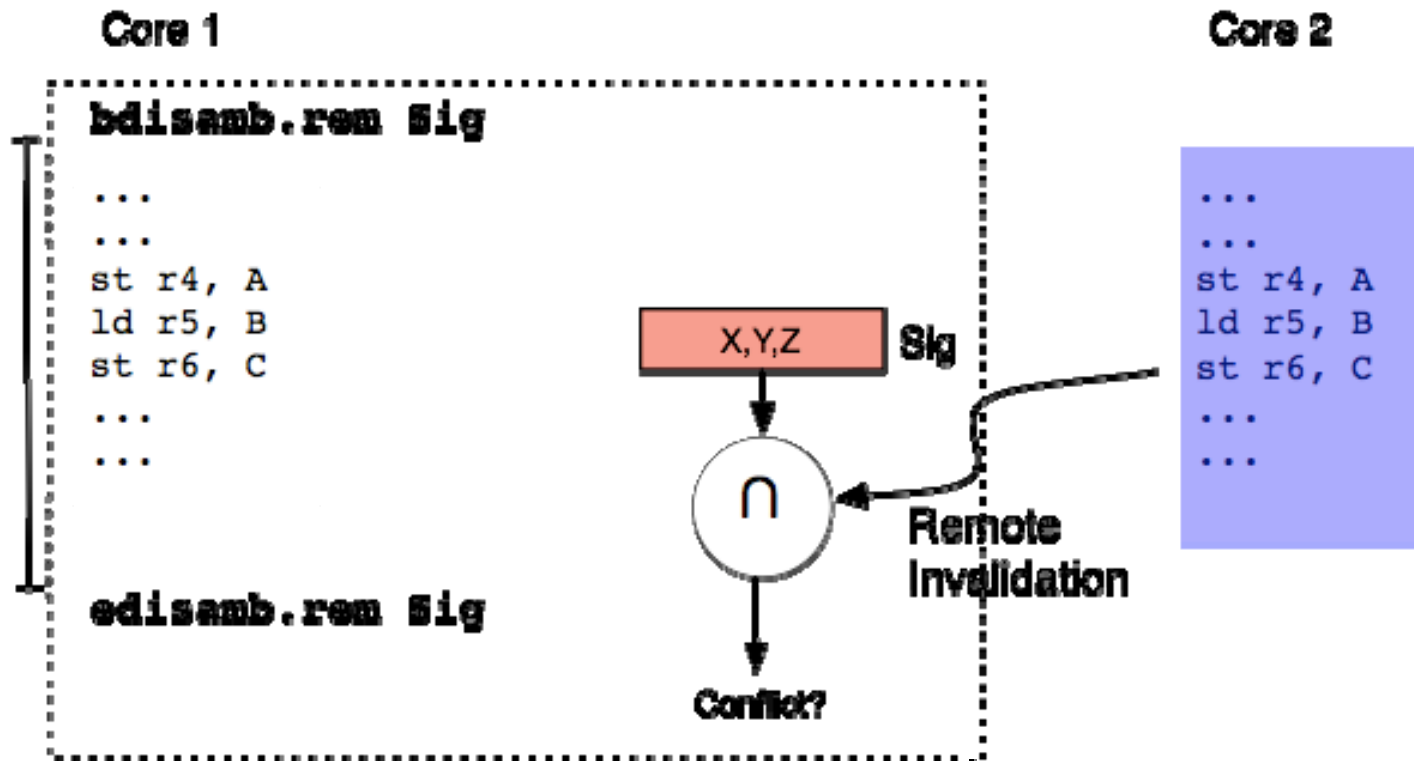 Core 1
bdisamb.rem Sig
...
...
st r4, A
ld r5, B
st r6, C
...
...
edisamb.rem Sig
X,Y,Z
Sig
∩
Remote
Invalidation
Conflict?
Core 2
...
...
st r4, A
ld r5, B
st r6, C
...
...